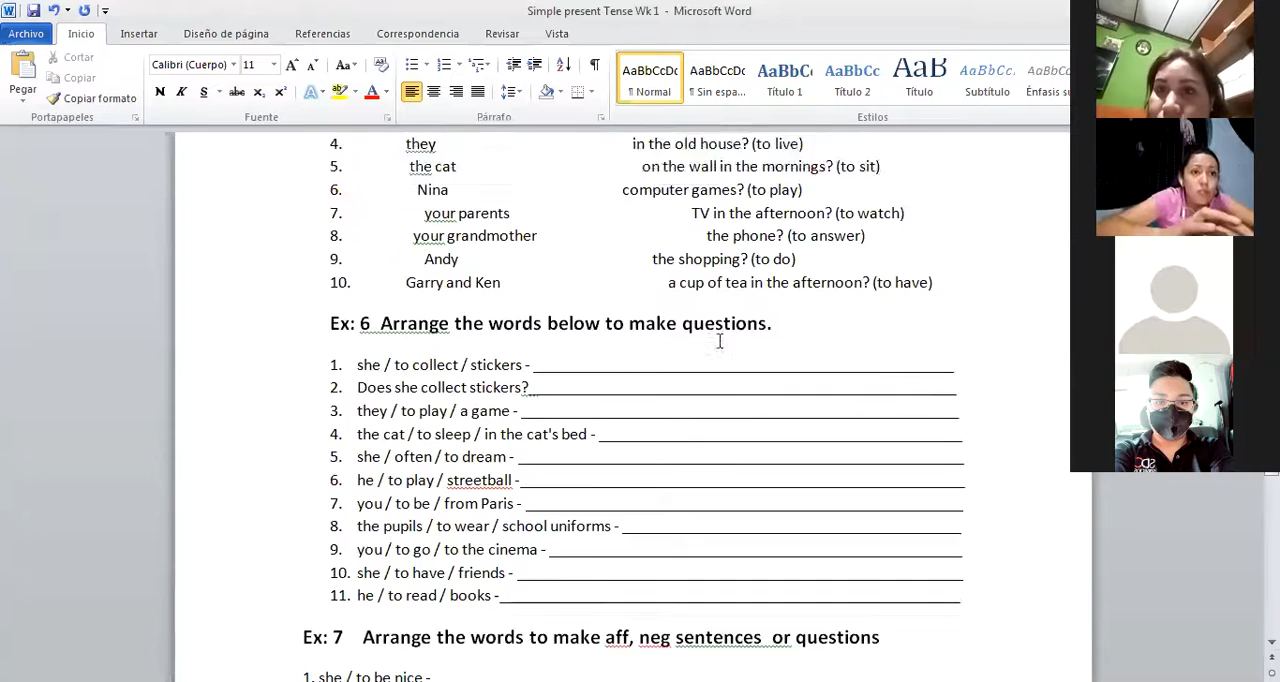 Simple present Tense Wk 1 - Microsoft Word
Archivo Inicio Insertar Diseño de página Referencias Correspondencia Revisar Vista
Pegar
Cortar
Copiar
Copiar formato
Portapapeles
Calibri (Cuerpo) 11
Fuente
Párrafo
AaBbCcDc AaBbCcDc AaBbC AaBbCc AaB AaBbCc. AaBbCcDc
¶ Normal ¶ Sin espa... Título 1 Título 2 Título Subtítulo Énfasis su
Estilos
4. they in the old house? (to live)
5. the cat on the wall in the mornings? (to sit)
6. Nina computer games? (to play)
7. your parents TV in the afternoon? (to watch)
8. your grandmother the phone? (to answer)
9. Andy the shopping? (to do)
10. Garry and Ken a cup of tea in the afternoon? (to have)
Ex: 6 Arrange the words below to make questions.
1. she / to collect / stickers -
2. Does she collect stickers?
3. they / to play / a game -
4. the cat / to sleep / in the cat's bed -
5. she / often / to dream -
6. he / to play / streetball -
7. you / to be / from Paris -
8. the pupils / to wear / school uniforms -
9. you / to go / to the cinema -
10. she / to have / friends -
11. he / to read / books -
Ex: 7 Arrange the words to make aff, neg sentences or questions
1. she / to be nice -